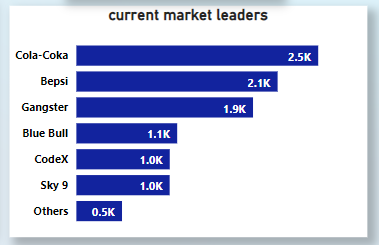 current market leaders
Cola-Coka 2.5K
Bepsi 2.1K
Gangster 1.9K
Blue Bull 1.1K
CodeX 1.0K
Sky 9 1.0K
Others 0.5K